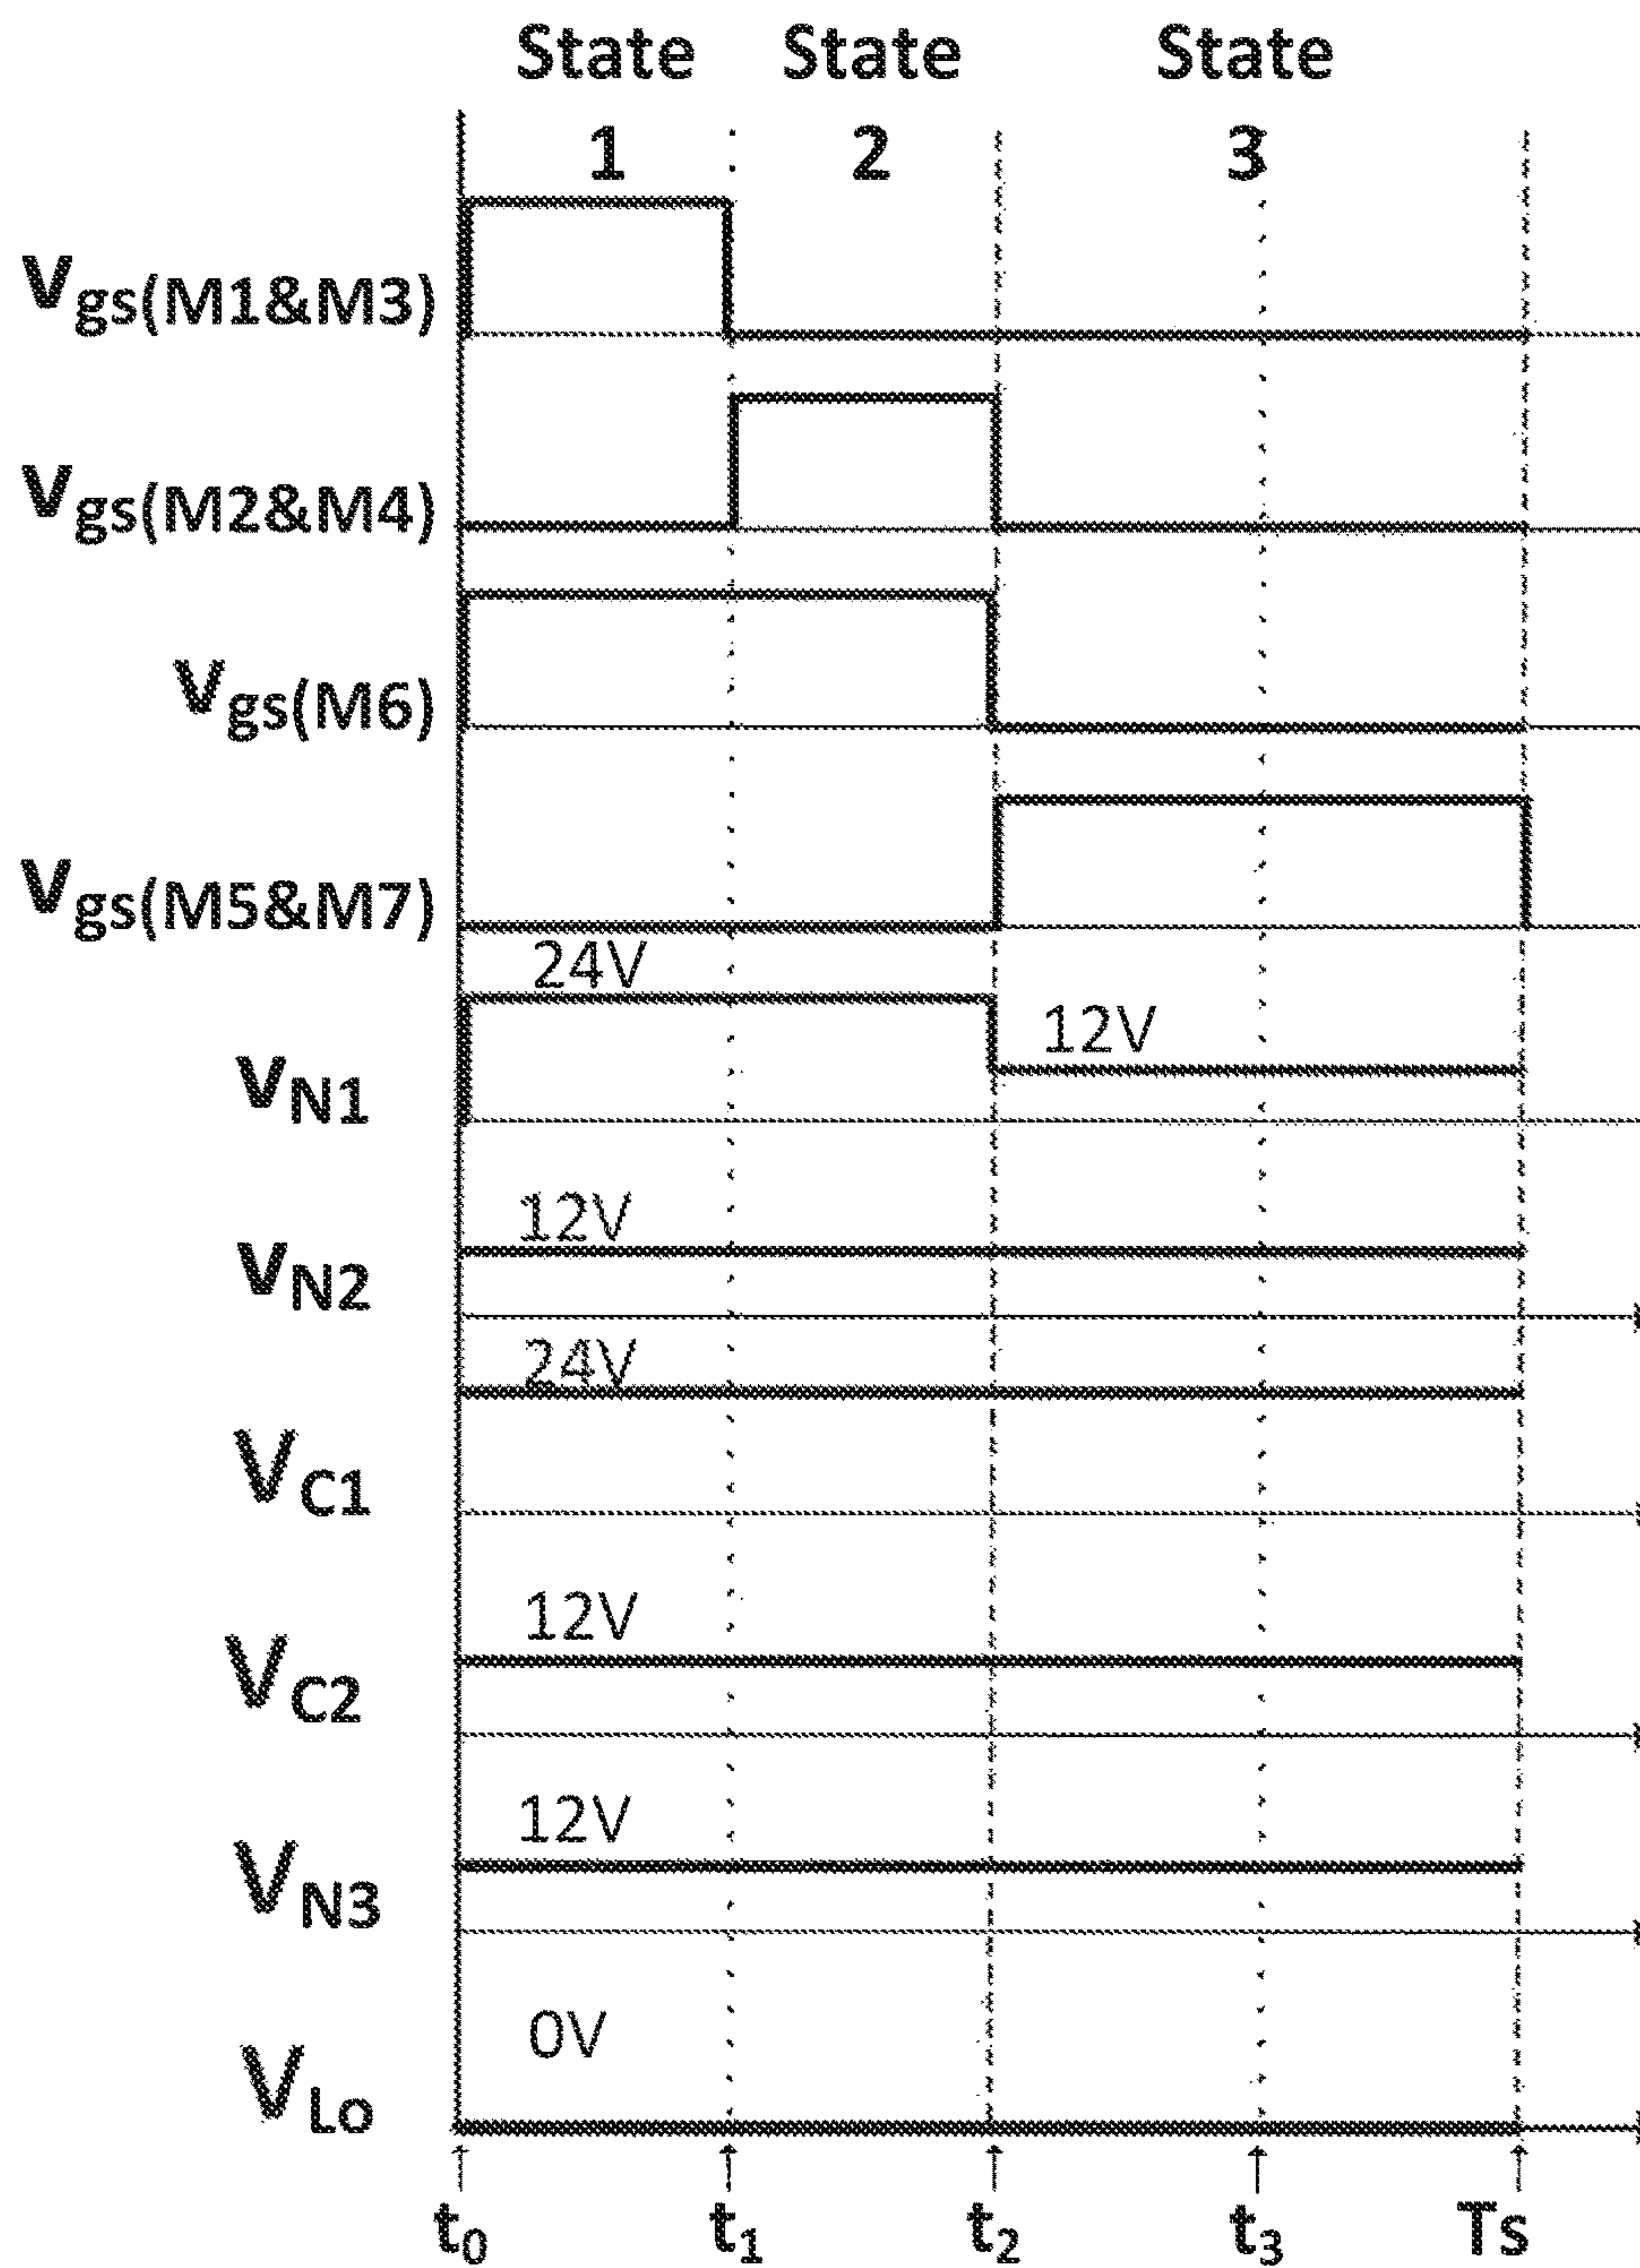 State State State
1 2 3
Vgs(M1&M3)
Vgs(M2&M4)
Vgs(M6)
Vgs(M5&M7)
24V
12V
VN1
12V
VN2
24V
VC1
12V
VC2
12V
VN3
0V
VLo
t0 t1 t2 t3 Ts